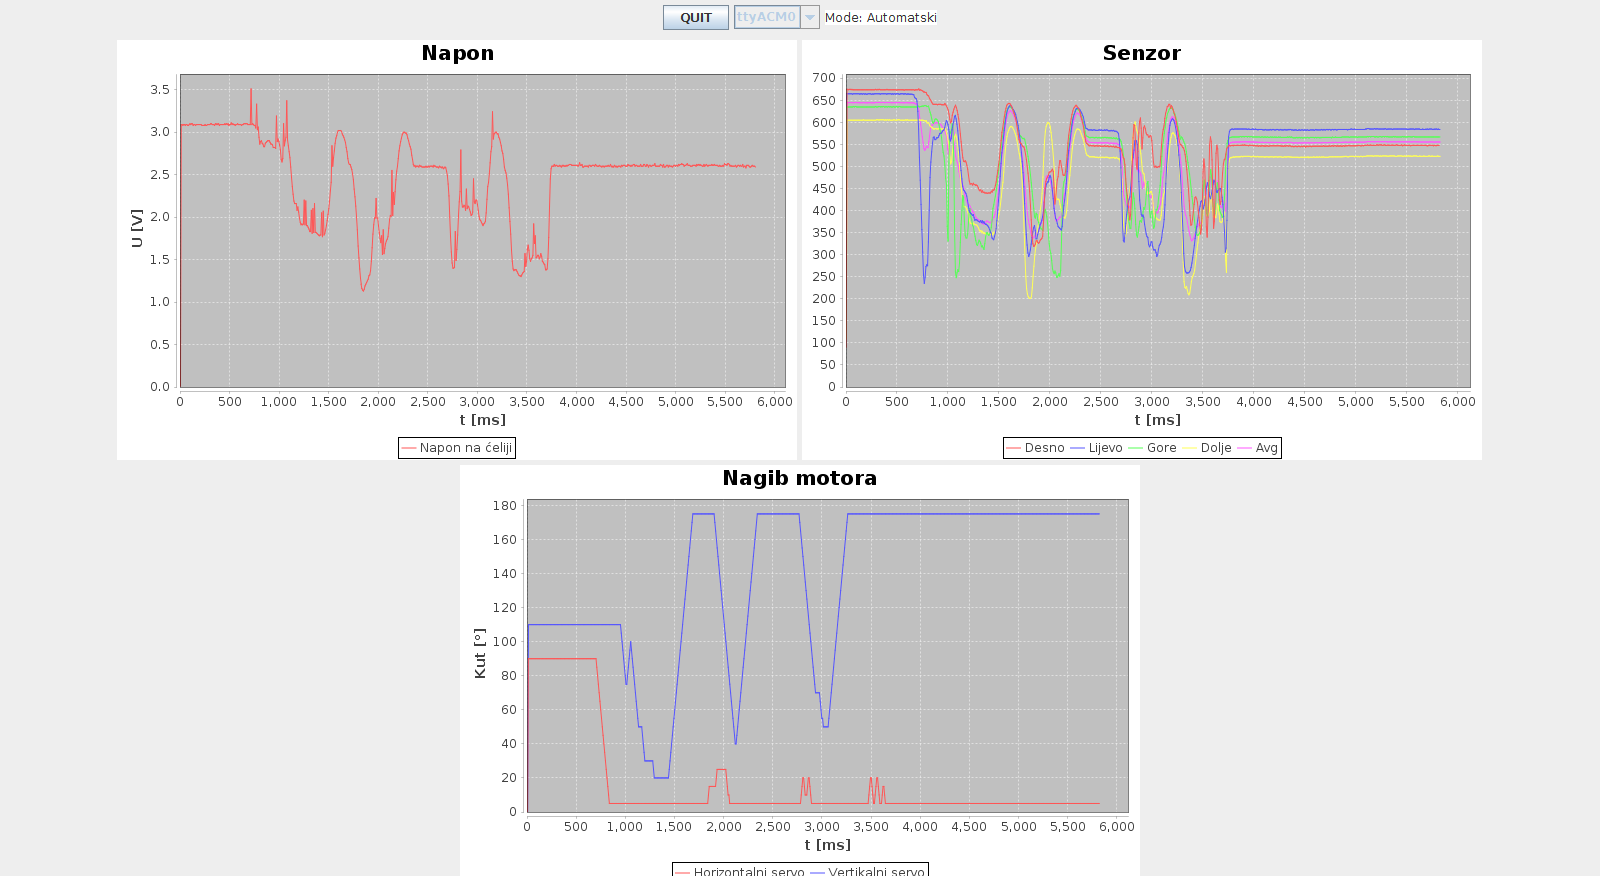 QUIT ttyACM0 Mode: Automatski
Napon
3.5
3.0
2.5
2.0
1.5
1.0
0.5
0.0
U [V]
0 500 1,000 1,500 2,000 2,500 3,000 3,500 4,000 4,500 5,000 5,500 6,000
t [ms]
Napon na ćeliji
Senzor
700
650
600
550
500
450
400
350
300
250
200
150
100
50
0
0 500 1,000 1,500 2,000 2,500 3,000 3,500 4,000 4,500 5,000 5,500 6,000
t [ms]
Desno Lijevo Gore Dolje Avg
Nagib motora
180
160
140
120
100
80
60
40
20
0
Kut [°]
0 500 1,000 1,500 2,000 2,500 3,000 3,500 4,000 4,500 5,000 5,500 6,000
t [ms]
Horizontalni servo Vertikalni servo